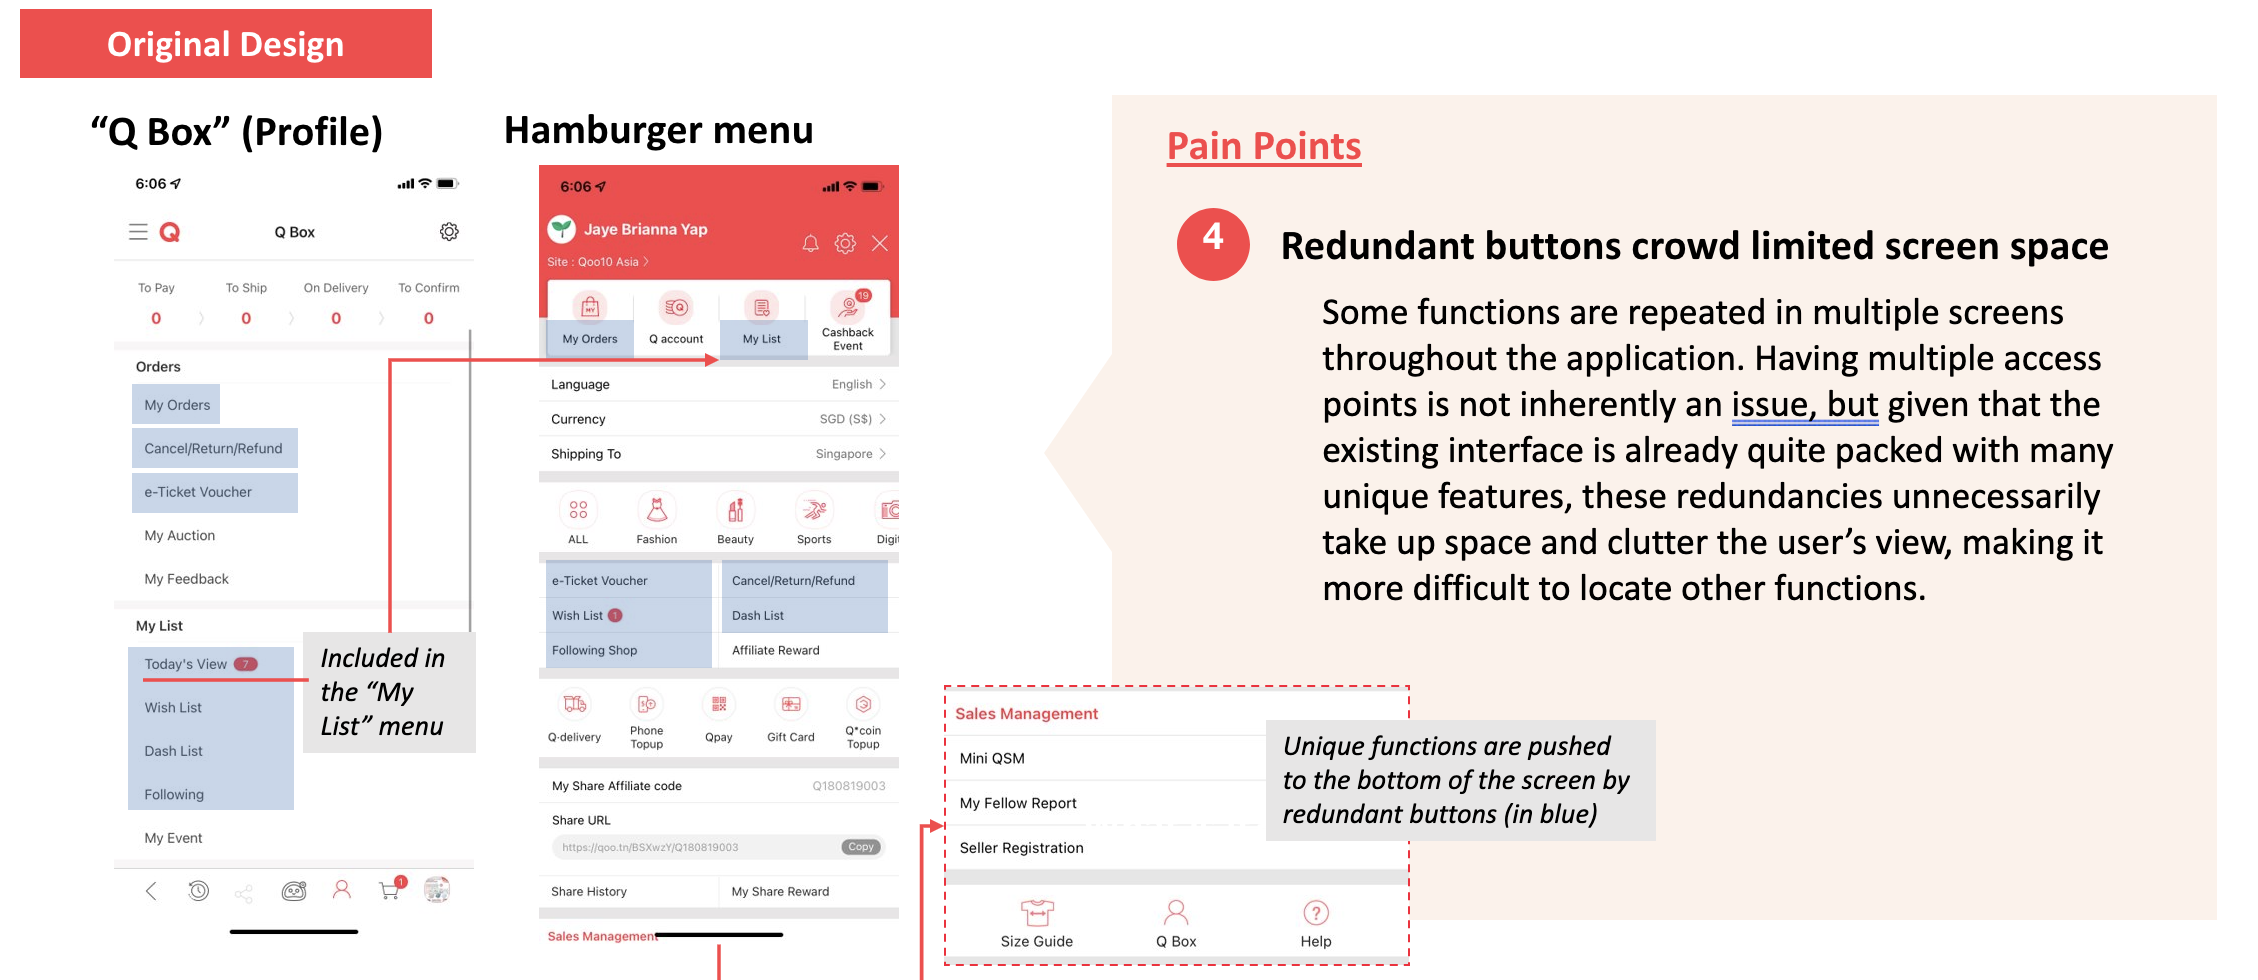 Original Design
“Q Box” (Profile)
6:06
Q
Q Box
To Pay
To Ship
On Delivery
To Confirm
0
0
0
0
Orders
My Orders
Cancel/Return/Refund
e-Ticket Voucher
My Auction
My Feedback
My List
Today's View 7
Wish List
Dash List
Following
My Event
1
Included in
the “My
List” menu
Hamburger menu
6:06
Jaye Brianna Yap
Site : Qoo10 Asia >
MY
Q
19
My Orders
Q account
My List
Cashback
Event
Language
English >
Currency
SGD (S$) >
Shipping To
Singapore >
ALL
Fashion
Beauty
Sports
Digi
e-Ticket Voucher
Cancel/Return/Refund
Wish List 1
Dash List
Following Shop
Affiliate Reward
Q-delivery
Phone
Topup
Qpay
Gift Card
Q*coin
Topup
My Share Affiliate code
Q180819003
Share URL
https://qoo.tn/BSXwzY/Q180819003
Copy
Share History
My Share Reward
Sales Management
Sales Management
Mini QSM
My Fellow Report
Seller Registration
Size Guide
Q Box
Help
Unique functions are pushed
to the bottom of the screen by
redundant buttons (in blue)
Pain Points
4
Redundant buttons crowd limited screen space
Some functions are repeated in multiple screens
throughout the application. Having multiple access
points is not inherently an issue, but given that the
existing interface is already quite packed with many
unique features, these redundancies unnecessarily
take up space and clutter the user’s view, making it
more difficult to locate other functions.